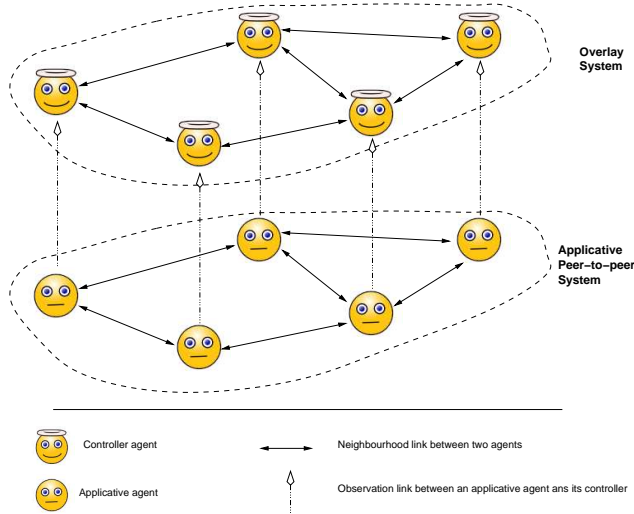 Overlay
System
Applicative
Peer-to-peer
System
Controller agent
Neighbourhood link between two agents
Applicative agent
Observation link between an applicative agent ans its controller